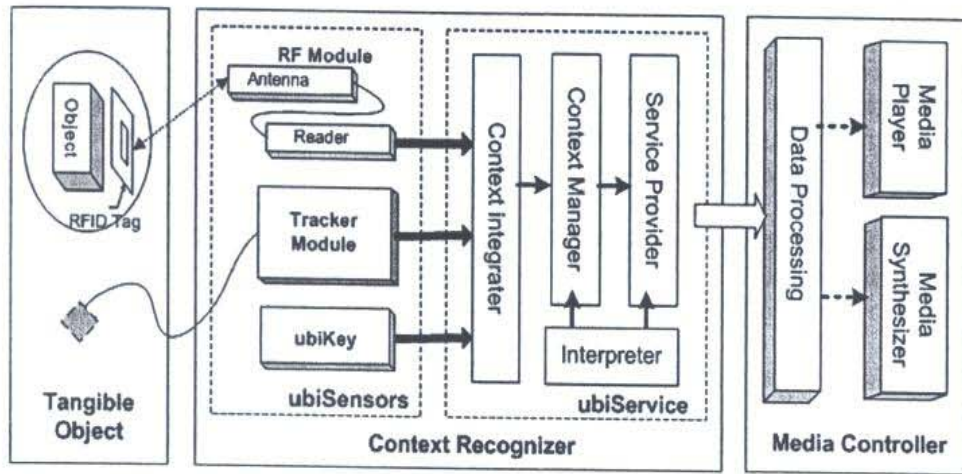 Object
RFID Tag
Tangible
Object
RF Module
Antenna
Reader
Tracker
Module
ubiKey
ubiSensors
Context integrater
Context Manager
Service Provider
Interpreter
ubiService
Context Recognizer
Data Processing
Media
Player
Media
Synthesizer
Media Controller